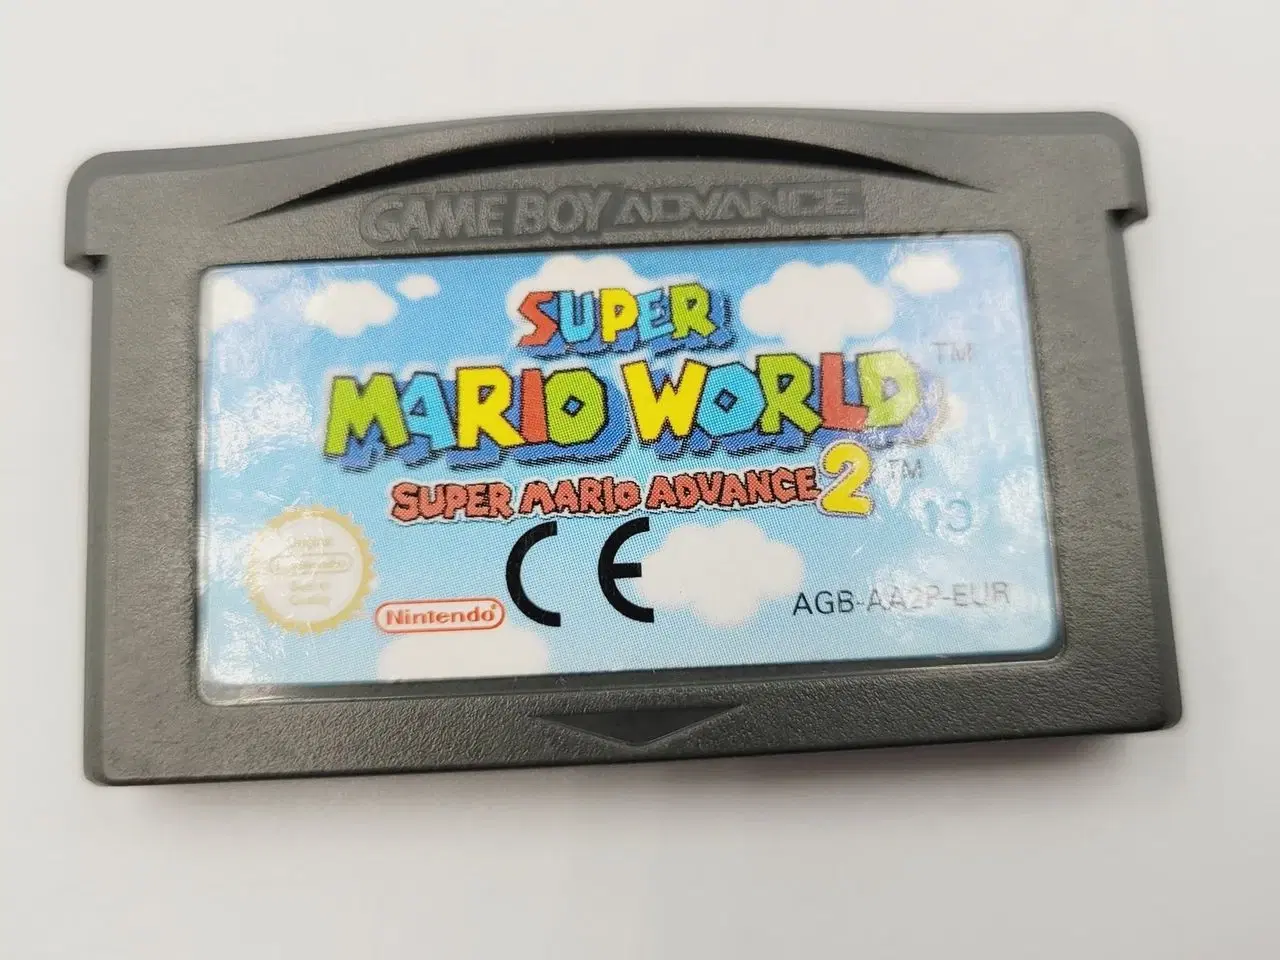 GAME BOY ADVANCE
SUPER
MARIO WORLD TM
SUPER MARIO ADVANCE 2 TM
CE
Nintendo®
AGB-AA2P-EUR